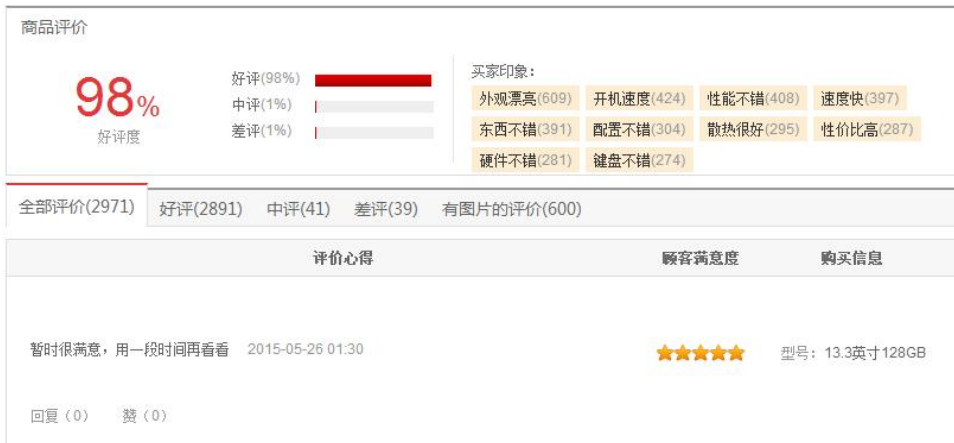 商品评价
98%
好评度
好评(98%)
中评(1%)
差评(1%)
买家印象：
外观漂亮(609) 开机速度(424) 性能不错(408) 速度快(397)
东西不错(391) 配置不错(304) 散热很好(295) 性价比高(287)
硬件不错(281) 键盘不错(274)
全部评价(2971) 好评(2891) 中评(41) 差评(39) 有图片的评价(600)
评价心得 顾客满意度 购买信息
暂时很满意，用一段时间再看看 2015-05-26 01:30 型号：13.3英寸128GB
回复（0） 赞（0）